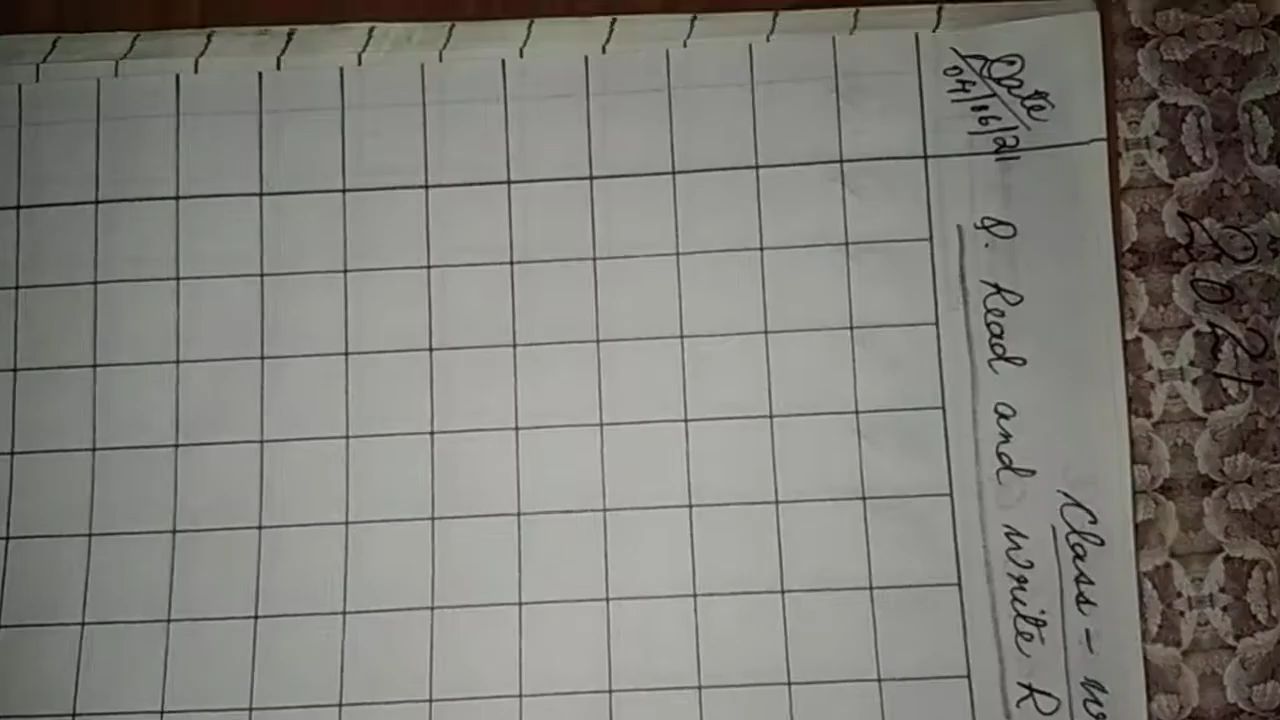 2021
Class - w
Date
04/06/21
Q. Read and write R